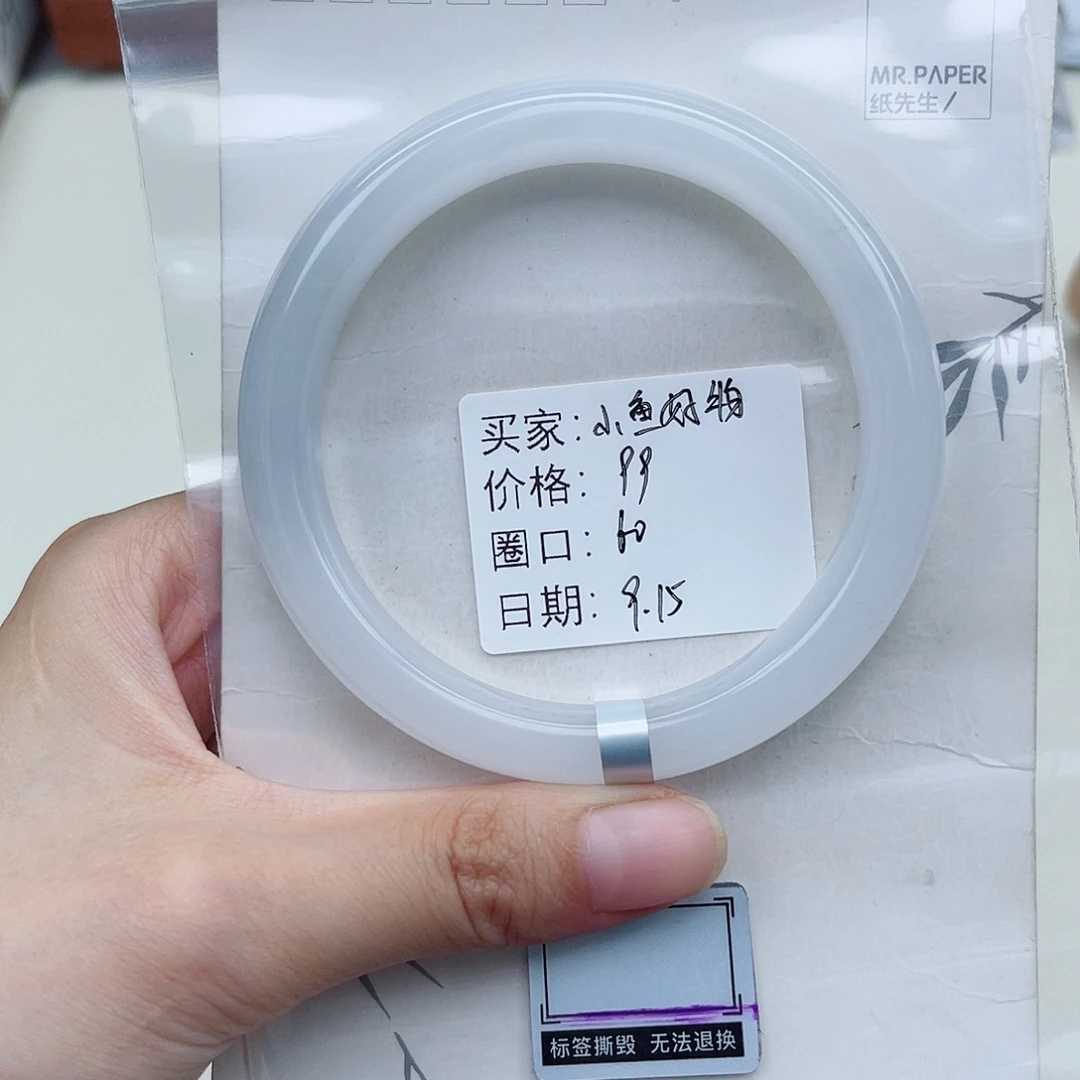 MR.PAPER
纸先生/
买家:小鱼好物
价格: 99
圈口: 60
日期: 9.15
标签撕毁 无法退换